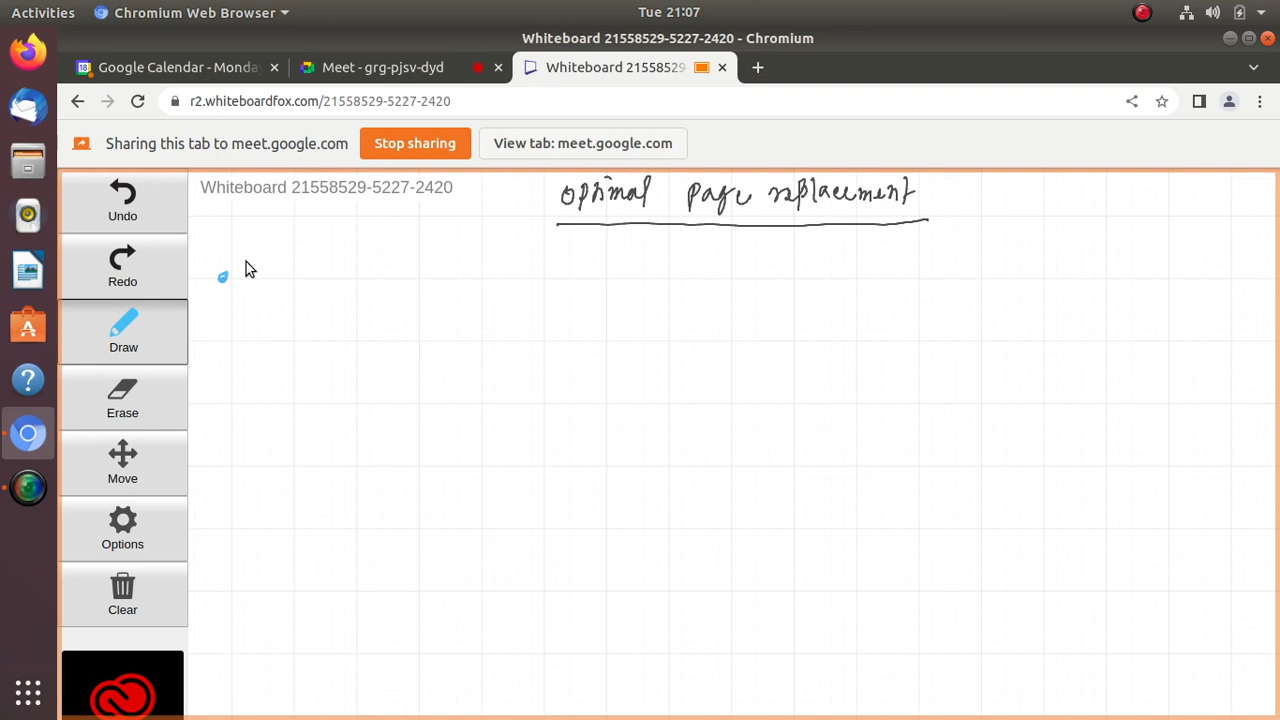 Activities Chromium Web Browser Tue 21:07
Whiteboard 21558529-5227-2420 - Chromium
Google Calendar - Monda Meet - grg-pjsv-dyd Whiteboard 21558529
r2.whiteboardfox.com/21558529-5227-2420
Sharing this tab to meet.google.com Stop sharing View tab: meet.google.com
Whiteboard 21558529-5227-2420
optimal page replacement
Undo
Redo
Draw
Erase
Move
Options
Clear